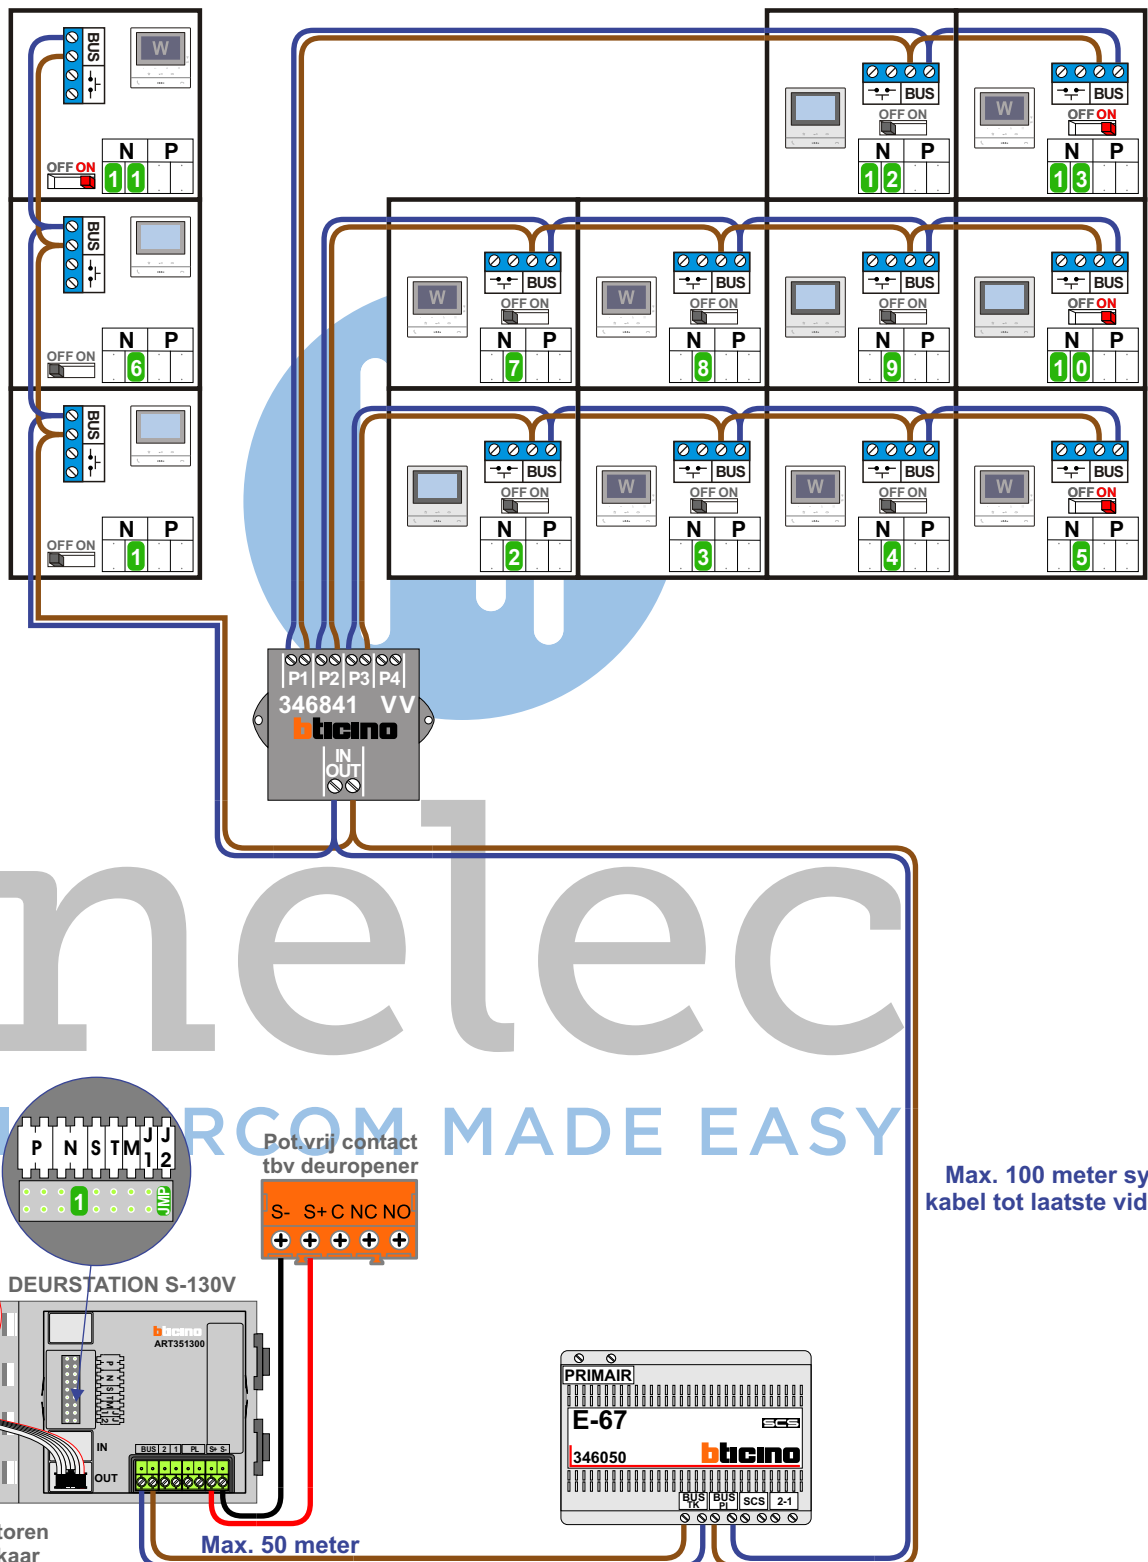 BUS
W
OFF ON
N P
1 1
BUS
OFF ON
N P
6
BUS
OFF ON
N P
1
BUS
OFF ON
N P
1 2
W
BUS
OFF ON
N P
1 3
W
BUS
OFF ON
N P
7
W
BUS
OFF ON
N P
8
BUS
OFF ON
N P
9
BUS
OFF ON
N P
1 0
BUS
OFF ON
N P
2
W
BUS
OFF ON
N P
3
W
BUS
OFF ON
N P
4
W
BUS
OFF ON
N P
5
P1 P2 P3 P4
346841 VV
bticino
IN
OUT
nelec
RCOM MADE EASY
P N S T M J1 J2
1 JMP
Pot.vrij contact
tbv deuropener
S- S+ C NC NO
Max. 100 meter sy
kabel tot laatste vid
DEURSTATION S-130V
bticino
ART351300
P N S T M J1 J2
IN
OUT
BUS 2 1 PL S+ S-
PRIMAIR
E-67
SCS
346050
bticino
BUS TK BUS PI SCS 2-1
toren
kaar
Max. 50 meter